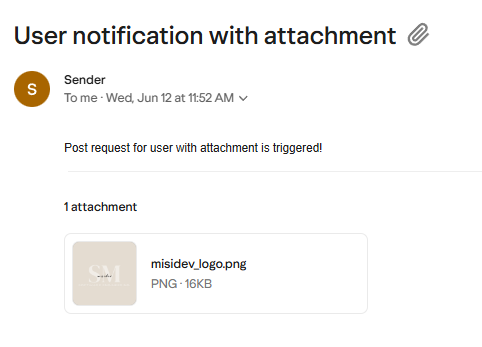 User notification with attachment
S
Sender
To me · Wed, Jun 12 at 11:52 AM
Post request for user with attachment is triggered!
1 attachment
SM
misidev_logo.png
PNG · 16KB